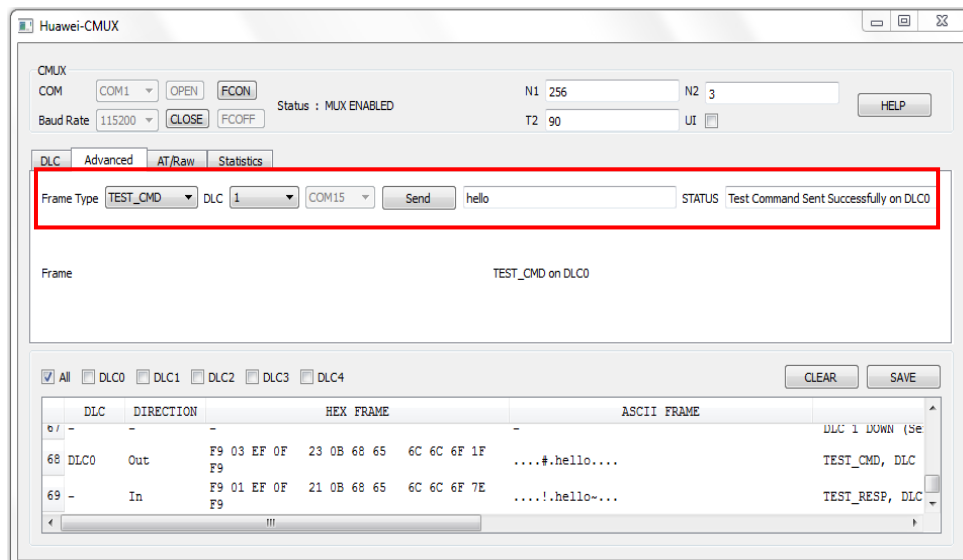 Huawei-CMUX
CMUX
COM COM1 OPEN FCON Status : MUX ENABLED N1 256 N2 3 HELP
Baud Rate 115200 CLOSE FCOFF T2 90 UI
DLC Advanced AT/Raw Statistics
Frame Type TEST_CMD DLC 1 COM15 Send hello STATUS Test Command Sent Successfully on DLC0
Frame TEST_CMD on DLC0
All DLC0 DLC1 DLC2 DLC3 DLC4 CLEAR SAVE
DLC DIRECTION HEX FRAME ASCII FRAME
67 - - - - DLC 1 DOWN (Se
68 DLC0 Out F9 03 EF 0F 23 0B 68 65 6C 6C 6F 1F ....#.hello.... TEST_CMD, DLC
F9
69 - In F9 01 EF 0F 21 0B 68 65 6C 6C 6F 7E ....!.hello~... TEST_RESP, DLC
F9